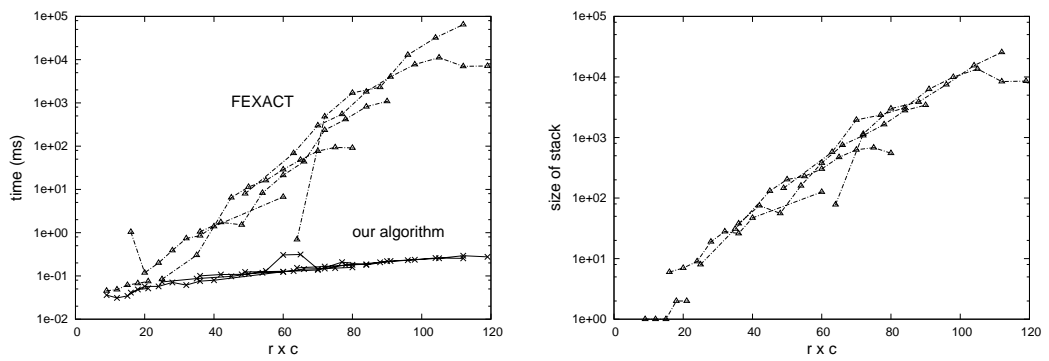 1e+05
1e+04
1e+03
1e+02
1e+01
1e+00
1e-01
1e-02
time (ms)
FEXACT
our algorithm
0 20 40 60 80 100 120
r x c
1e+05
1e+04
1e+03
1e+02
1e+01
1e+00
size of stack
0 20 40 60 80 100 120
r x c